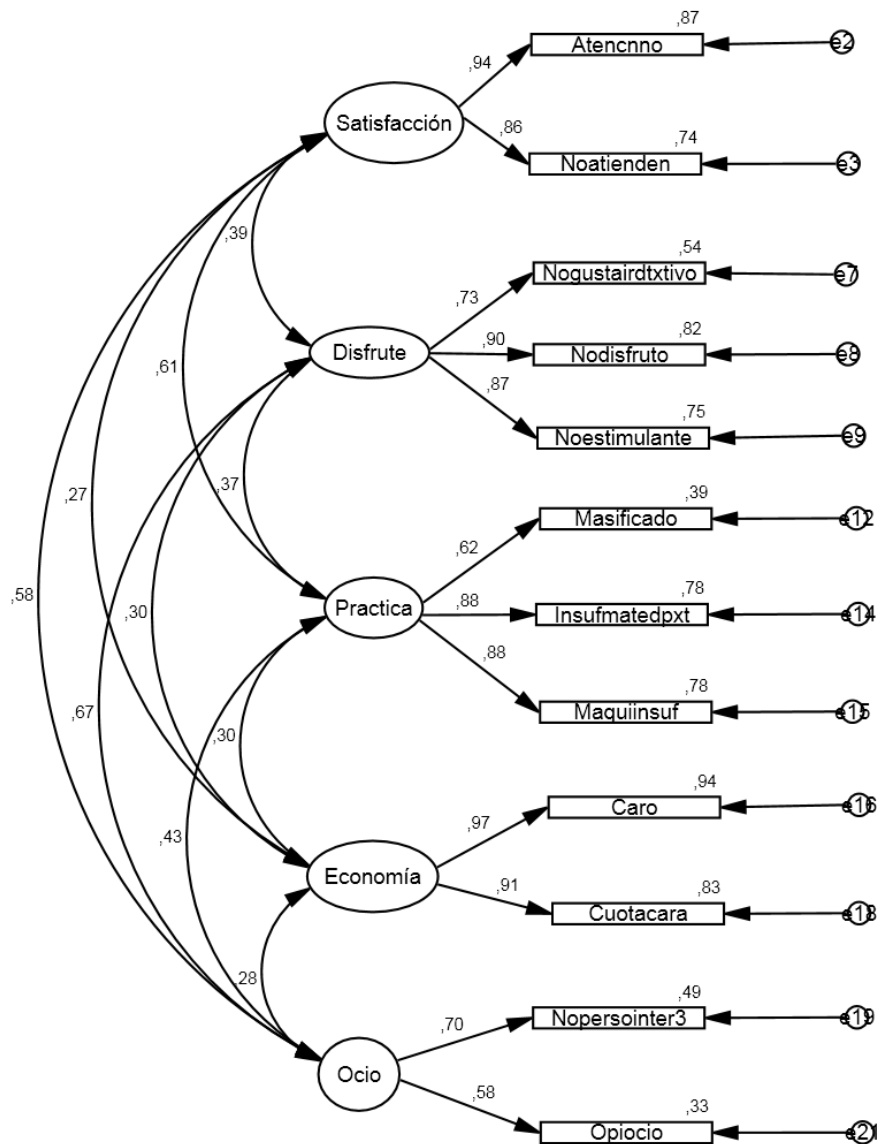 ,87
Atencnno
e2
,94
Satisfacción
,86
,74
Noatienden
e3
,39
,54
Nogustairdtxtivo
e7
,73
,82
,90
Disfrute
Nodisfruto
e8
,61
,87
,75
Noestimulante
e9
,37
,27
,39
Masificado
e12
,62
,58
,30
,78
,88
Practica
Insufmatedpxt
e14
,88
,78
Maquiinsuf
e15
,67
,30
,94
Caro
e16
,43
,97
Economía
,91
,83
Cuotacara
e18
,28
,49
Nopersointer3
e19
,70
Ocio
,58
,33
Opiocio
e21